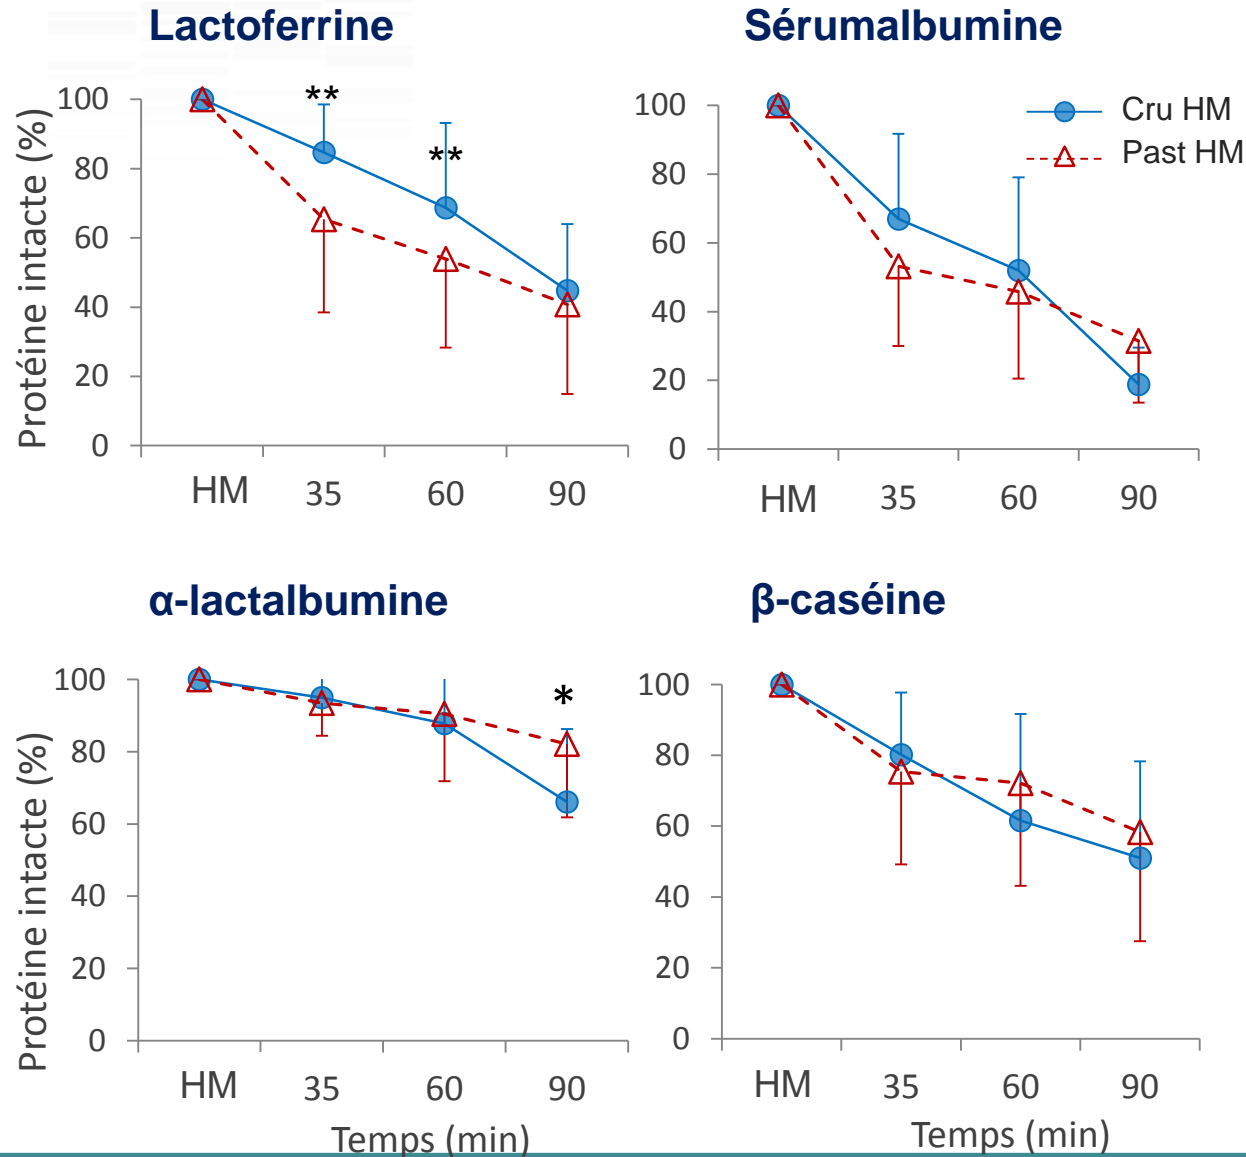 Lactoferrine
Protéine intacte (%)
100
80
60
40
20
0
**
**
HM 35 60 90
Sérumalbumine
100
80
60
40
20
0
Cru HM
Past HM
HM 35 60 90
α-lactalbumine
Protéine intacte (%)
100
80
60
40
20
0
*
HM 35 60 90
Temps (min)
β-caséine
100
80
60
40
20
0
HM 35 60 90
Temps (min)